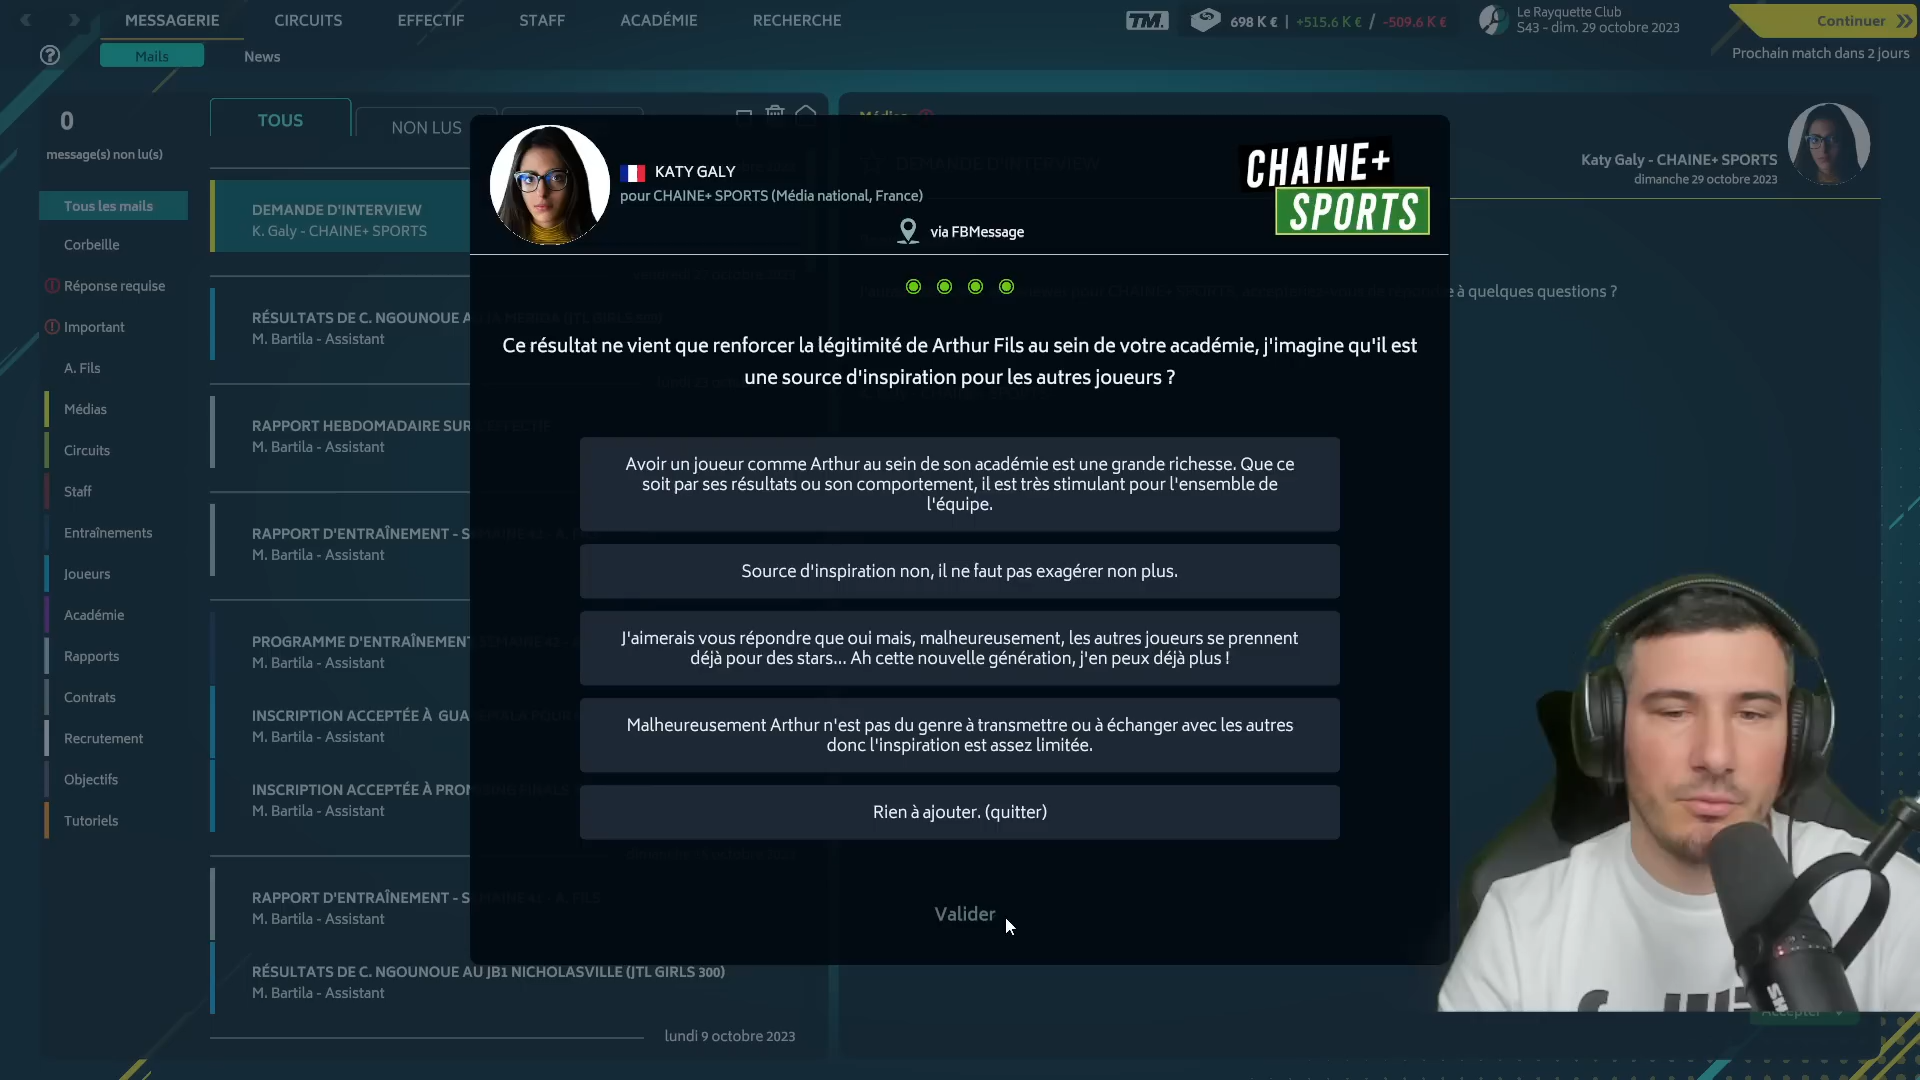 MESSAGERIE
CIRCUITS
EFFECTIF
STAFF
ACADÉMIE
RECHERCHE
TM.
698 K € | +515.6 K € / -509.6 K €
Le Rayquette Club
S43 - dim. 29 octobre 2023
Continuer
Prochain match dans 2 jours
?
Mails
News
0
message(s) non lu(s)
Tous les mails
Corbeille
Réponse requise
Important
A. Fils
Médias
Circuits
Staff
Entraînements
Joueurs
Académie
Rapports
Contrats
Recrutement
Objectifs
Tutoriels
TOUS
NON LUS
DEMANDE D'INTERVIEW
K. Galy - CHAINE+ SPORTS
RÉSULTATS DE C. NGOUNOUE A
M. Bartila - Assistant
RAPPORT HEBDOMADAIRE SUR
M. Bartila - Assistant
RAPPORT D'ENTRAÎNEMENT - S
M. Bartila - Assistant
PROGRAMME D'ENTRAÎNEMENT
M. Bartila - Assistant
INSCRIPTION ACCEPTÉE À GUA
M. Bartila - Assistant
INSCRIPTION ACCEPTÉE À PRO
M. Bartila - Assistant
RAPPORT D'ENTRAÎNEMENT - S
M. Bartila - Assistant
RÉSULTATS DE C. NGOUNOUE AU JB1 NICHOLASVILLE (JTL GIRLS 300)
M. Bartila - Assistant
lundi 9 octobre 2023
Médias
Katy Galy - CHAINE+ SPORTS
dimanche 29 octobre 2023
e à quelques questions ?
KATY GALY
pour CHAINE+ SPORTS (Média national, France)
via FBMessage
CHAINE+
SPORTS
Ce résultat ne vient que renforcer la légitimité de Arthur Fils au sein de votre académie, j'imagine qu'il est
une source d'inspiration pour les autres joueurs ?
Avoir un joueur comme Arthur au sein de son académie est une grande richesse. Que ce
soit par ses résultats ou son comportement, il est très stimulant pour l'ensemble de
l'équipe.
Source d'inspiration non, il ne faut pas exagérer non plus.
J'aimerais vous répondre que oui mais, malheureusement, les autres joueurs se prennent
déjà pour des stars... Ah cette nouvelle génération, j'en peux déjà plus !
Malheureusement Arthur n'est pas du genre à transmettre ou à échanger avec les autres
donc l'inspiration est assez limitée.
Rien à ajouter. (quitter)
Valider
Accepter